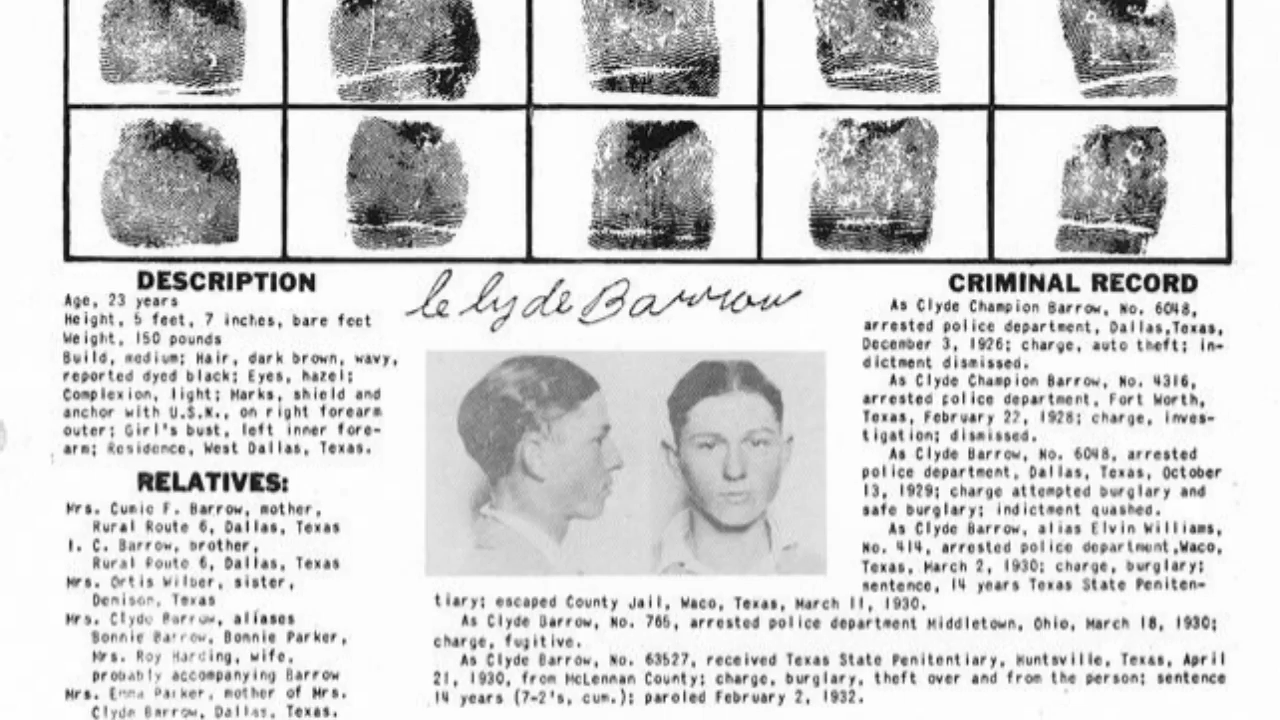 DESCRIPTION
Age, 23 years
Height, 5 feet, 7 inches, bare feet
Weight, 150 pounds
Build, medium; Hair, dark brown, wavy,
reported dyed black; Eyes, hazel;
Complexion, light; Marks, shield and
anchor with U.S.N., on right forearm
outer; Girl's bust, left inner fore-
arm; Residence, West Dallas, Texas.
RELATIVES:
Mrs. Cumie F. Barrow, mother,
Rural Route 6, Dallas, Texas
L. C. Barrow, brother,
Rural Route 6, Dallas, Texas
Mrs. Ortis Wilber, sister,
Denison, Texas
Mrs. Clyde Barrow, aliases
Bonnie Barrow, Bonnie Parker,
Mrs. Roy Harding, wife,
probably accompanying Barrow
Mrs. Emma Parker, mother of Mrs.
Clyde Barrow, Dallas, Texas.
Clyde Barrow
CRIMINAL RECORD
As Clyde Champion Barrow, No. 6048,
arrested police department, Dallas,Texas,
December 3, 1926; charge, auto theft; in-
dictment dismissed.
As Clyde Champion Barrow, No. 4316,
arrested police department, Fort Worth,
Texas, February 22, 1928; charge, inves-
tigation; dismissed.
As Clyde Barrow, No. 6048, arrested
police department, Dallas, Texas, October
13, 1929; charge attempted burglary and
safe burglary; indictment quashed.
As Clyde Barrow, alias Elvin Williams,
No. 414, arrested police department,Waco,
Texas, March 2, 1930; charge, burglary;
sentence, 14 years Texas State Peniten-
tiary; escaped County Jail, Waco, Texas, March 11, 1930.
As Clyde Barrow, No. 765, arrested police department Middletown, Ohio, March 18, 1930;
charge, fugitive.
As Clyde Barrow, No. 63527, received Texas State Penitentiary, Huntsville, Texas, April
21, 1930, from McLennan County; charge, burglary, theft over and from the person; sentence
14 years (7-2's, cum.); paroled February 2, 1932.